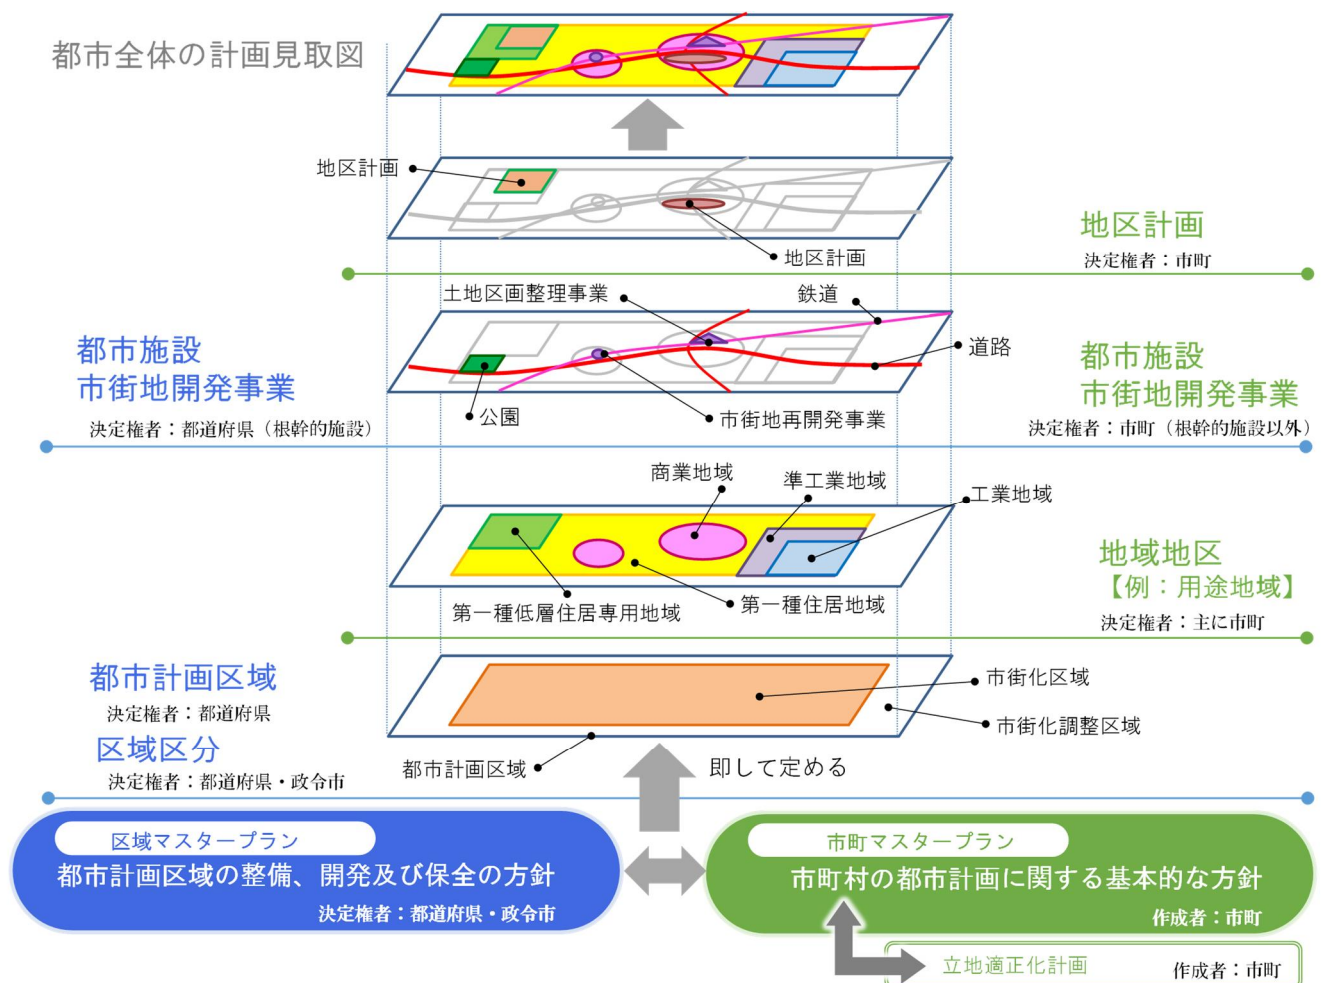 都市全体の計画見取図
地区計画
地区計画
地区計画
決定権者：市町
土地区画整理事業
鉄道
道路
公園
市街地再開発事業
都市施設
市街地開発事業
決定権者：都道府県（根幹的施設）
都市施設
市街地開発事業
決定権者：市町（根幹的施設以外）
商業地域
準工業地域
工業地域
第一種低層住居専用地域
第一種住居地域
地域地区
【例：用途地域】
決定権者：主に市町
都市計画区域
決定権者：都道府県
区域区分
決定権者：都道府県・政令市
市街化区域
市街化調整区域
都市計画区域
即して定める
区域マスタープラン
都市計画区域の整備、開発及び保全の方針
決定権者：都道府県・政令市
市町マスタープラン
市町村の都市計画に関する基本的な方針
作成者：市町
立地適正化計画
作成者：市町